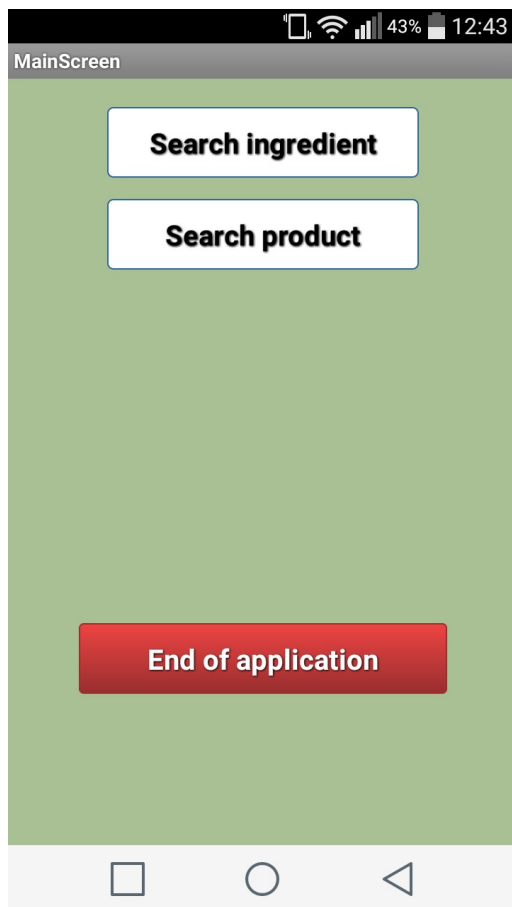 43% 12:43
MainScreen
Search ingredient
Search product
End of application